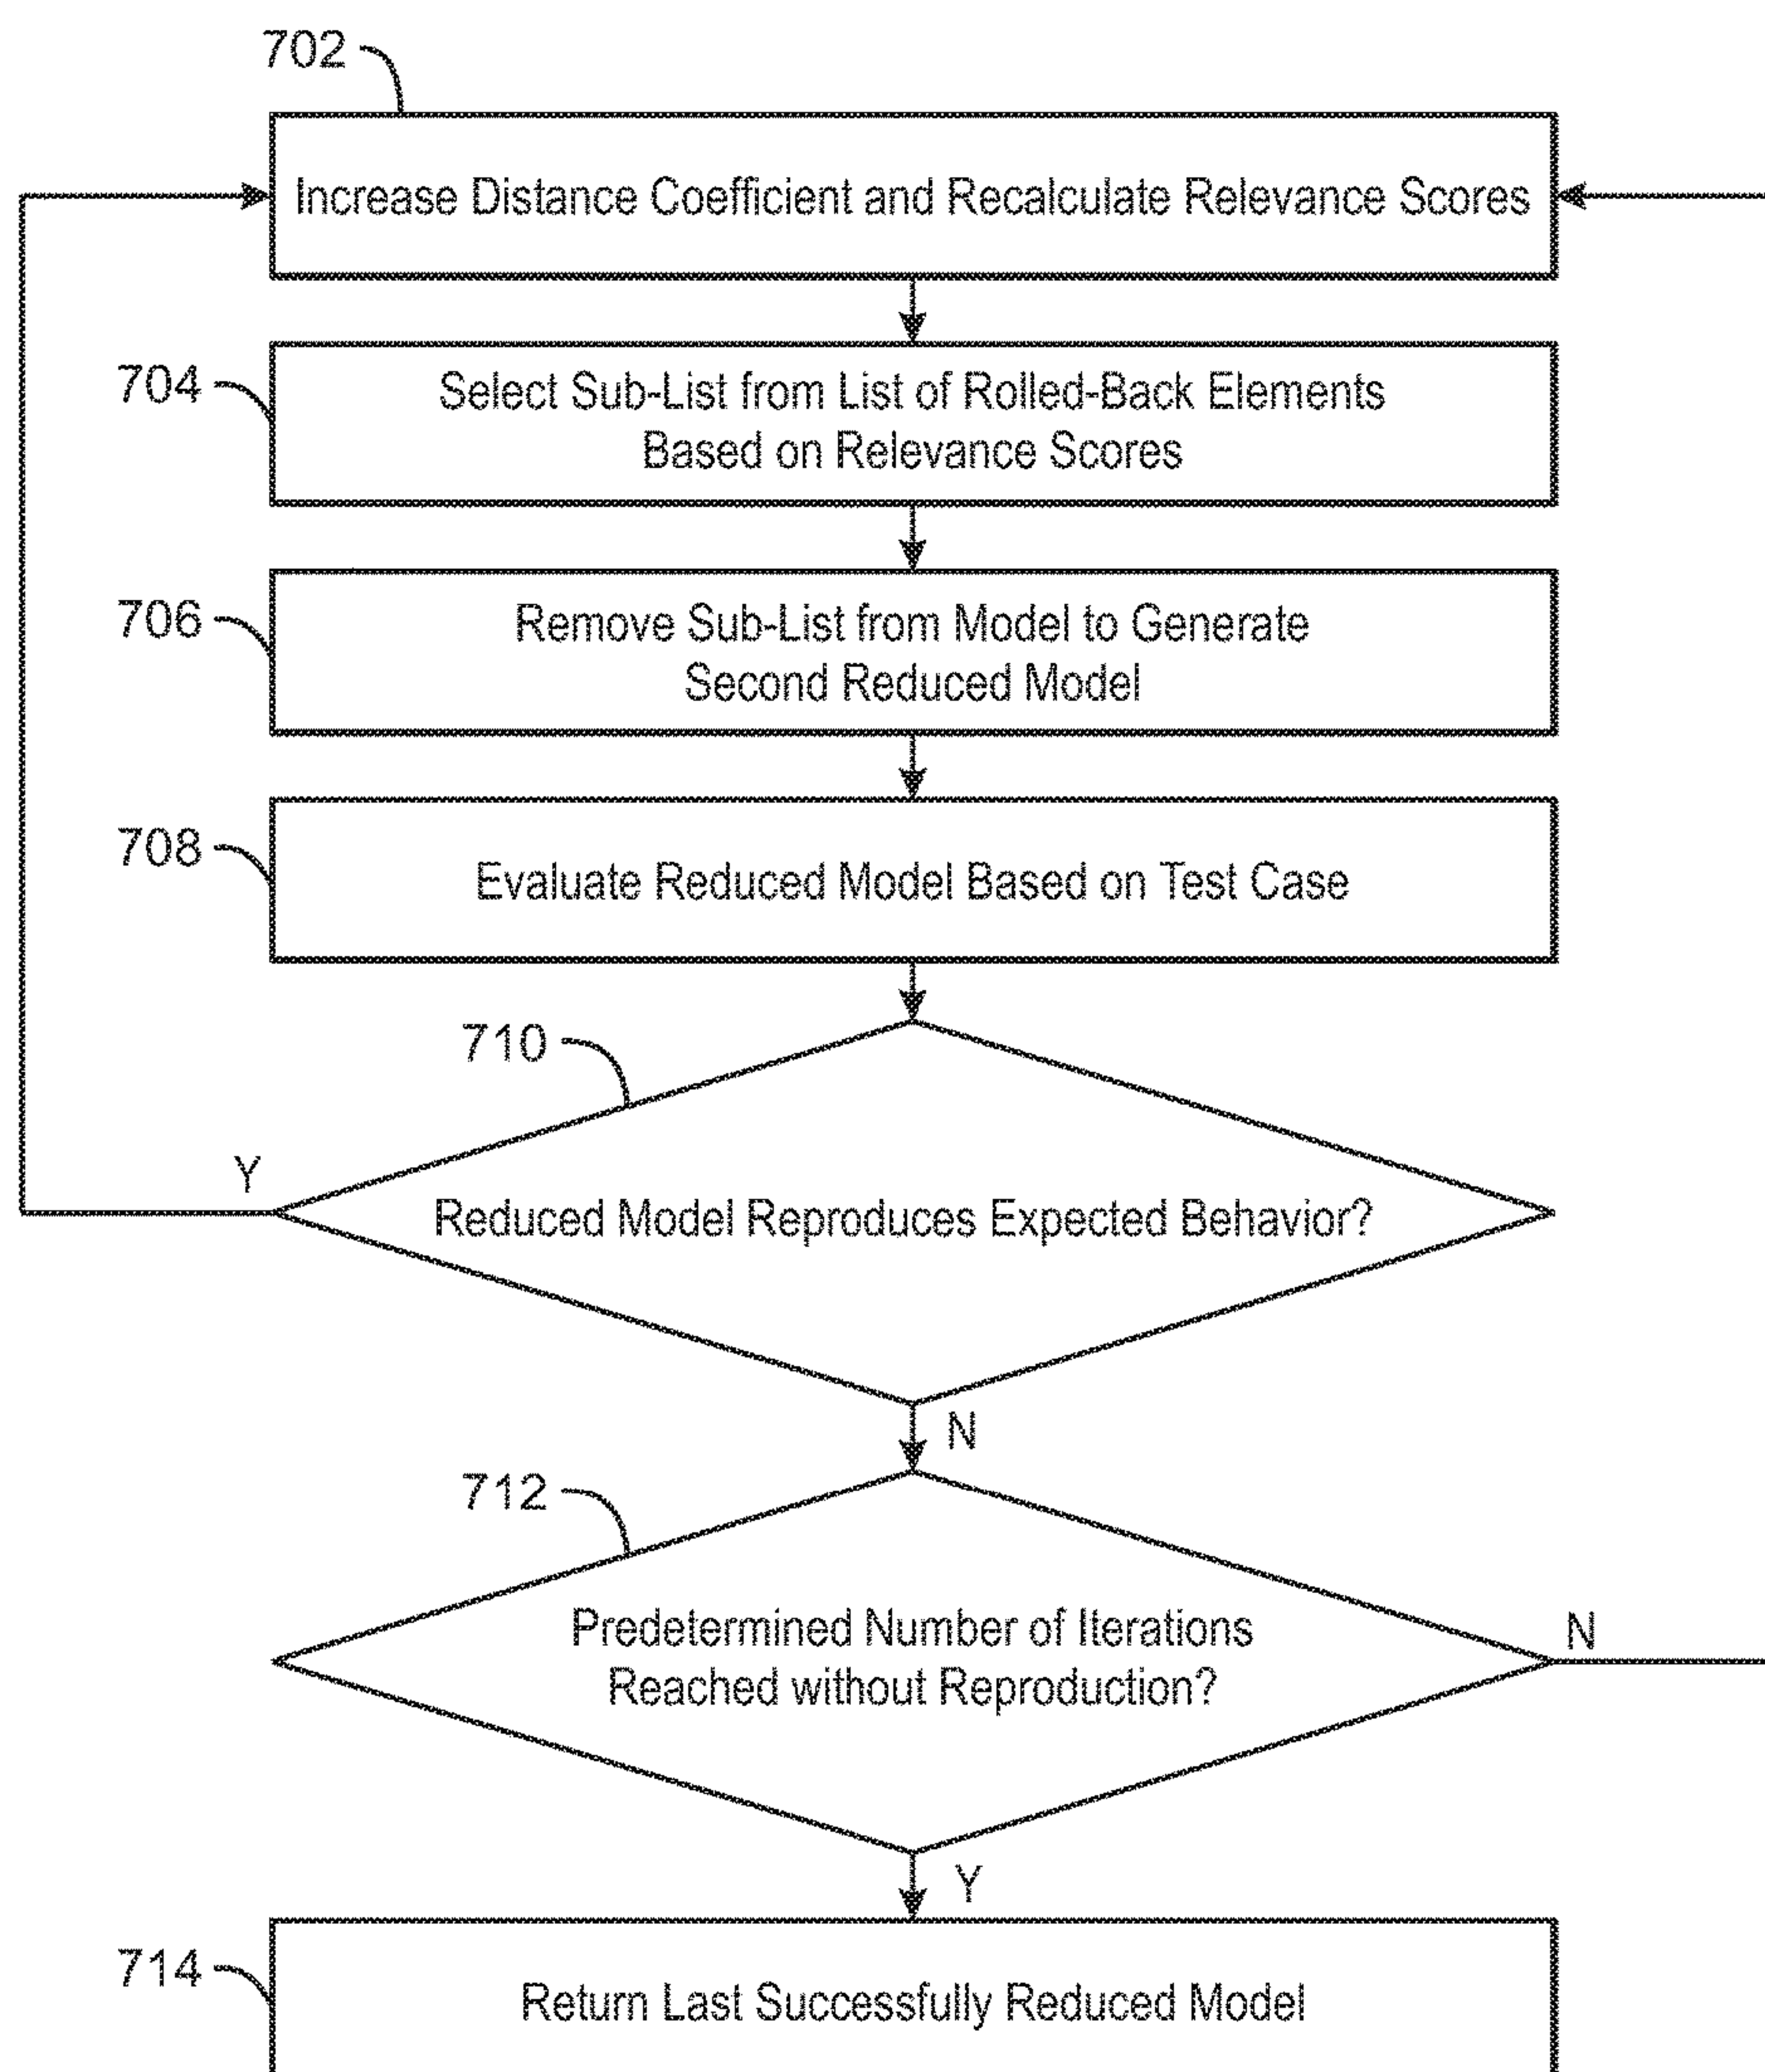 702
Increase Distance Coefficient and Recalculate Relevance Scores
704
Select Sub-List from List of Rolled-Back Elements
Based on Relevance Scores
706
Remove Sub-List from Model to Generate
Second Reduced Model
708
Evaluate Reduced Model Based on Test Case
710
Y
Reduced Model Reproduces Expected Behavior?
N
712
Predetermined Number of Iterations
Reached without Reproduction?
N
Y
714
Return Last Successfully Reduced Model